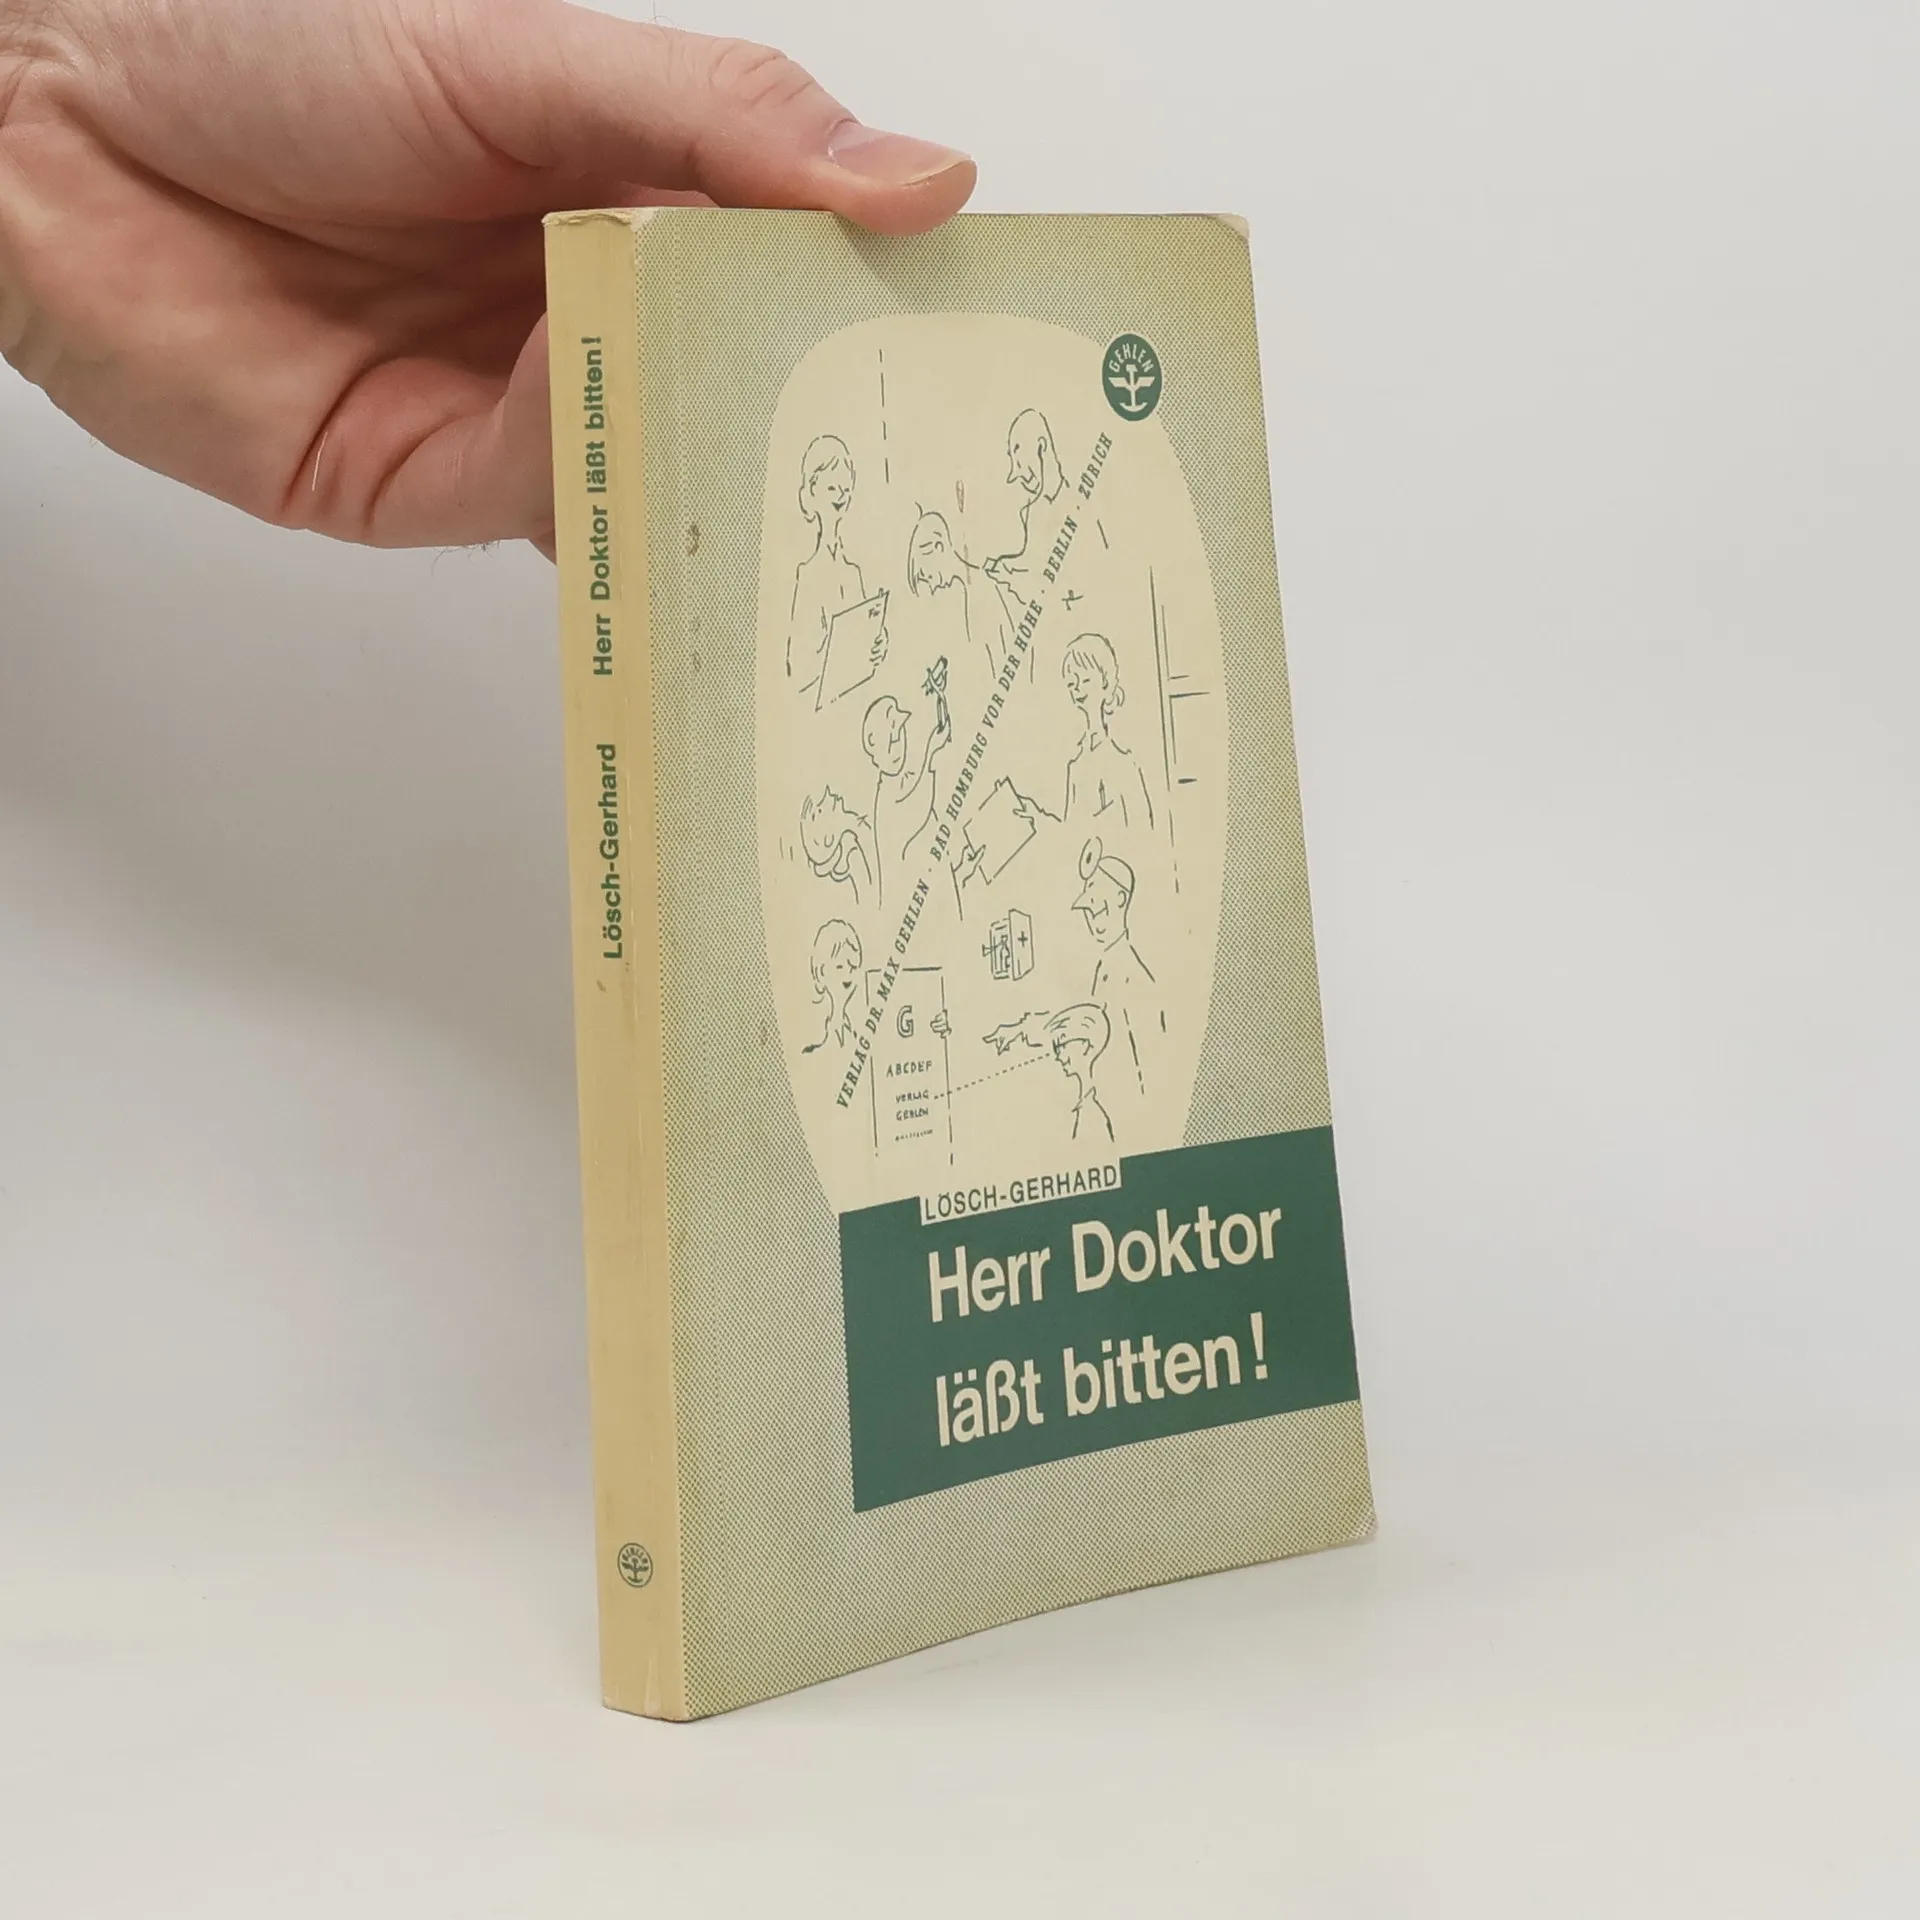 Lösch-Gerhard Herr Doktor läßt bitten!
GEHLEN
GEHLEN
VERLAG DR. MAX GEHLEN · BAD HOMBURG VOR DER HÖHE · BERLIN · ZÜRICH
G
ABCDEF
VERLAG
GEHLEN
LÖSCH-GERHARD
Herr Doktor
läßt bitten!